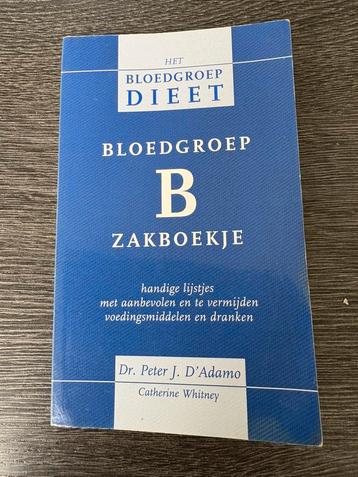 HET
BLOEDGROEP
DIEET
BLOEDGROEP
B
ZAKBOEKJE
handige lijstjes
met aanbevolen en te vermijden
voedingsmiddelen en dranken
Dr. Peter J. D'Adamo
Catherine Whitney